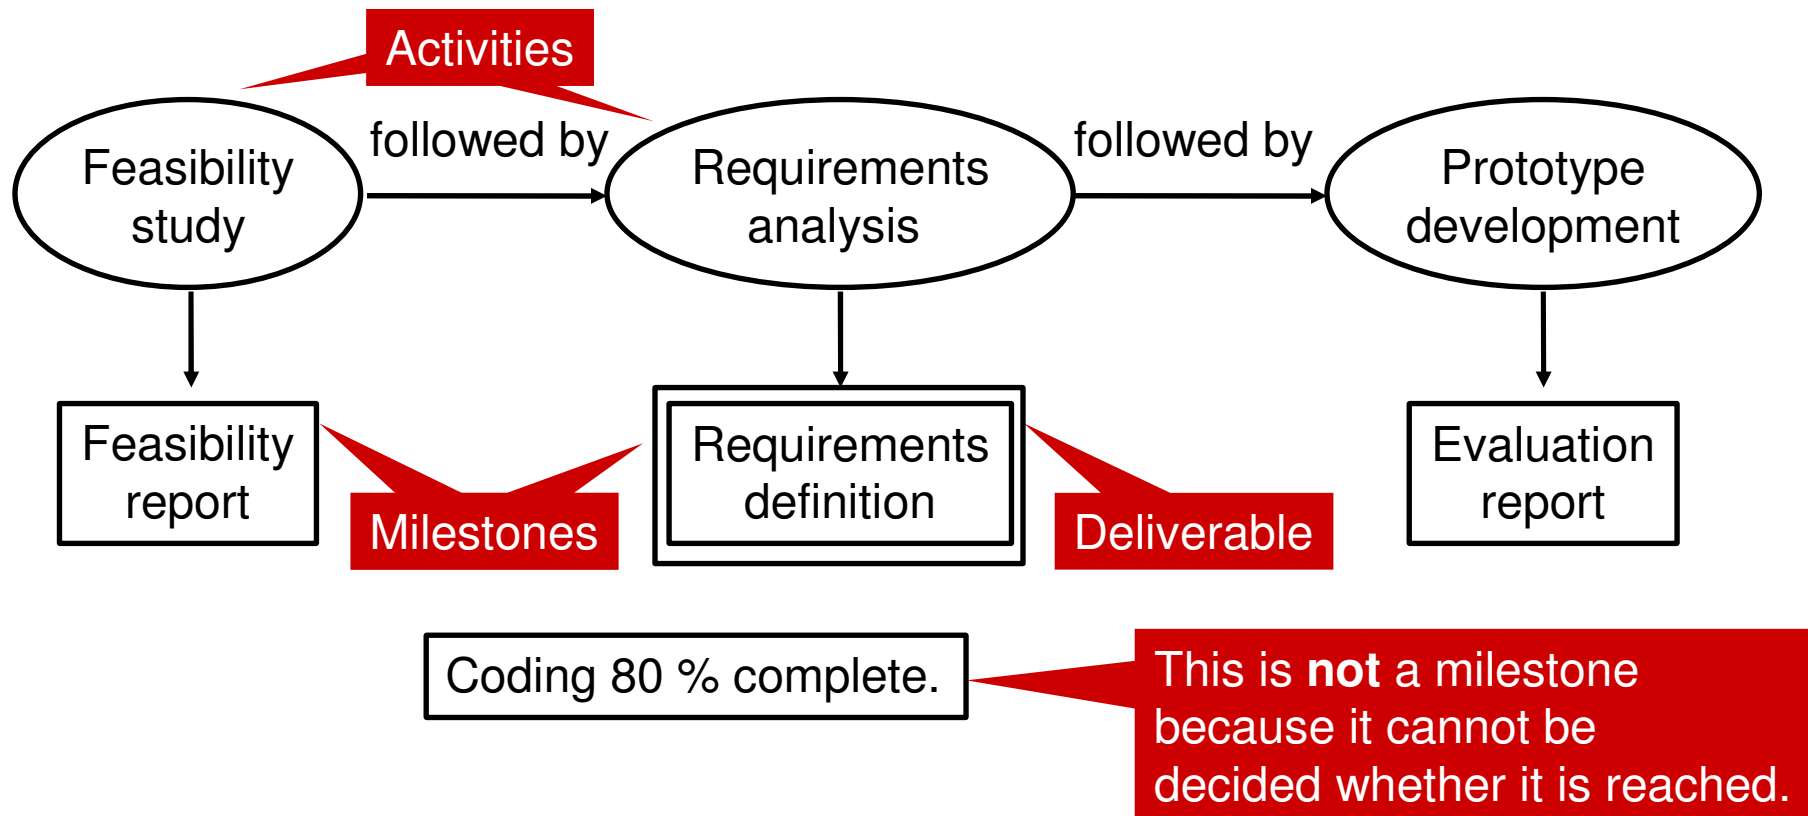 Activities
followed by
followed by
Feasibility
study
Requirements
analysis
Prototype
development
Feasibility
report
Requirements
definition
Evaluation
report
Milestones
Deliverable
Coding 80 % complete.
This is not a milestone
because it cannot be
decided whether it is reached.